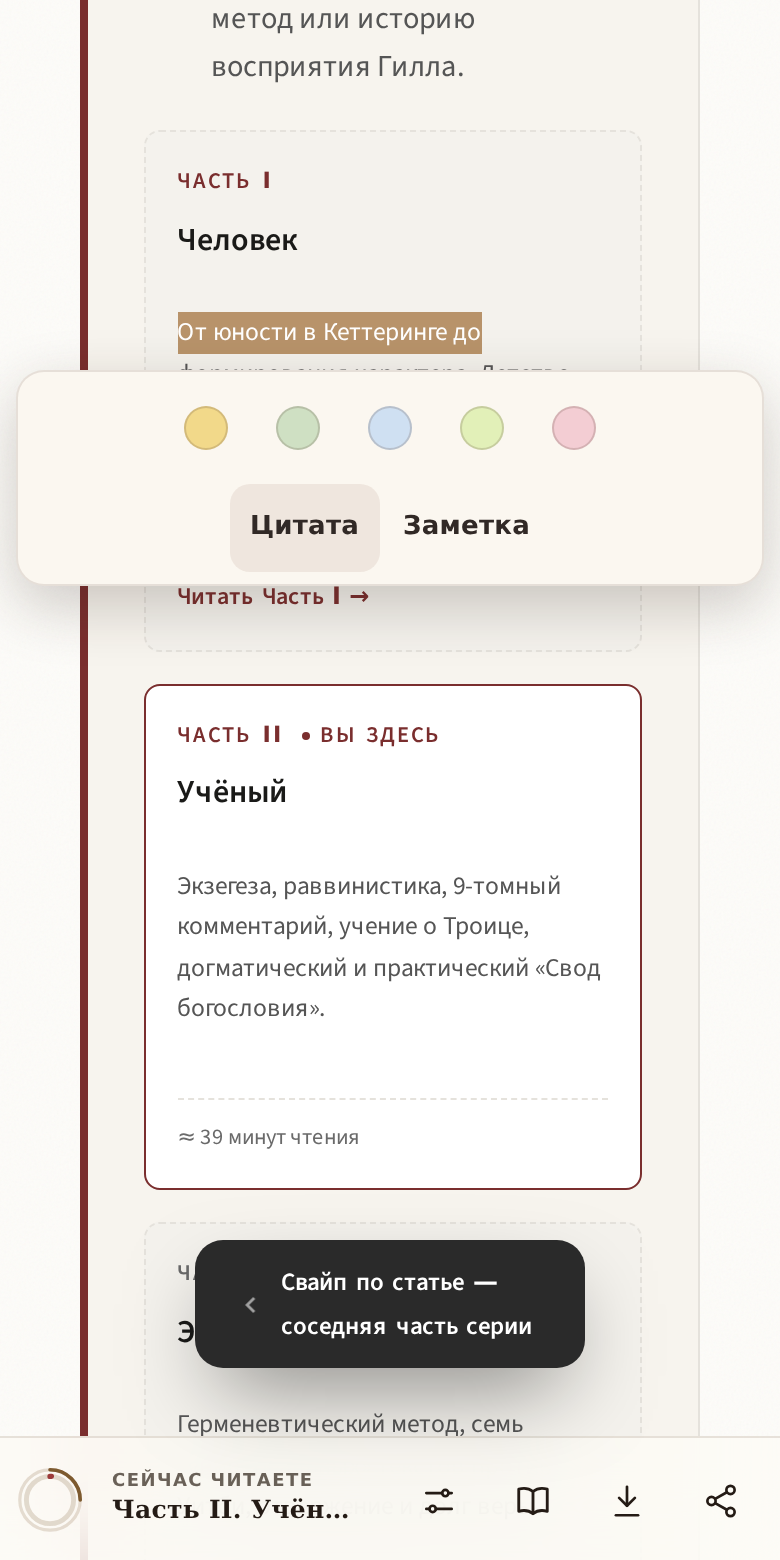 метод или историю
восприятия Гилла.
ЧАСТЬ I
Человек
От юности в Кеттеринге до
Цитата Заметка
Читать Часть I →
ЧАСТЬ II • ВЫ ЗДЕСЬ
Учёный
Экзегеза, раввинистика, 9-томный
комментарий, учение о Троице,
догматический и практический «Свод
богословия».
≈ 39 минут чтения
Свайп по статье —
соседняя часть серии
Герменевтический метод, семь
СЕЙЧАС ЧИТАЕТЕ
Часть II. Учён...